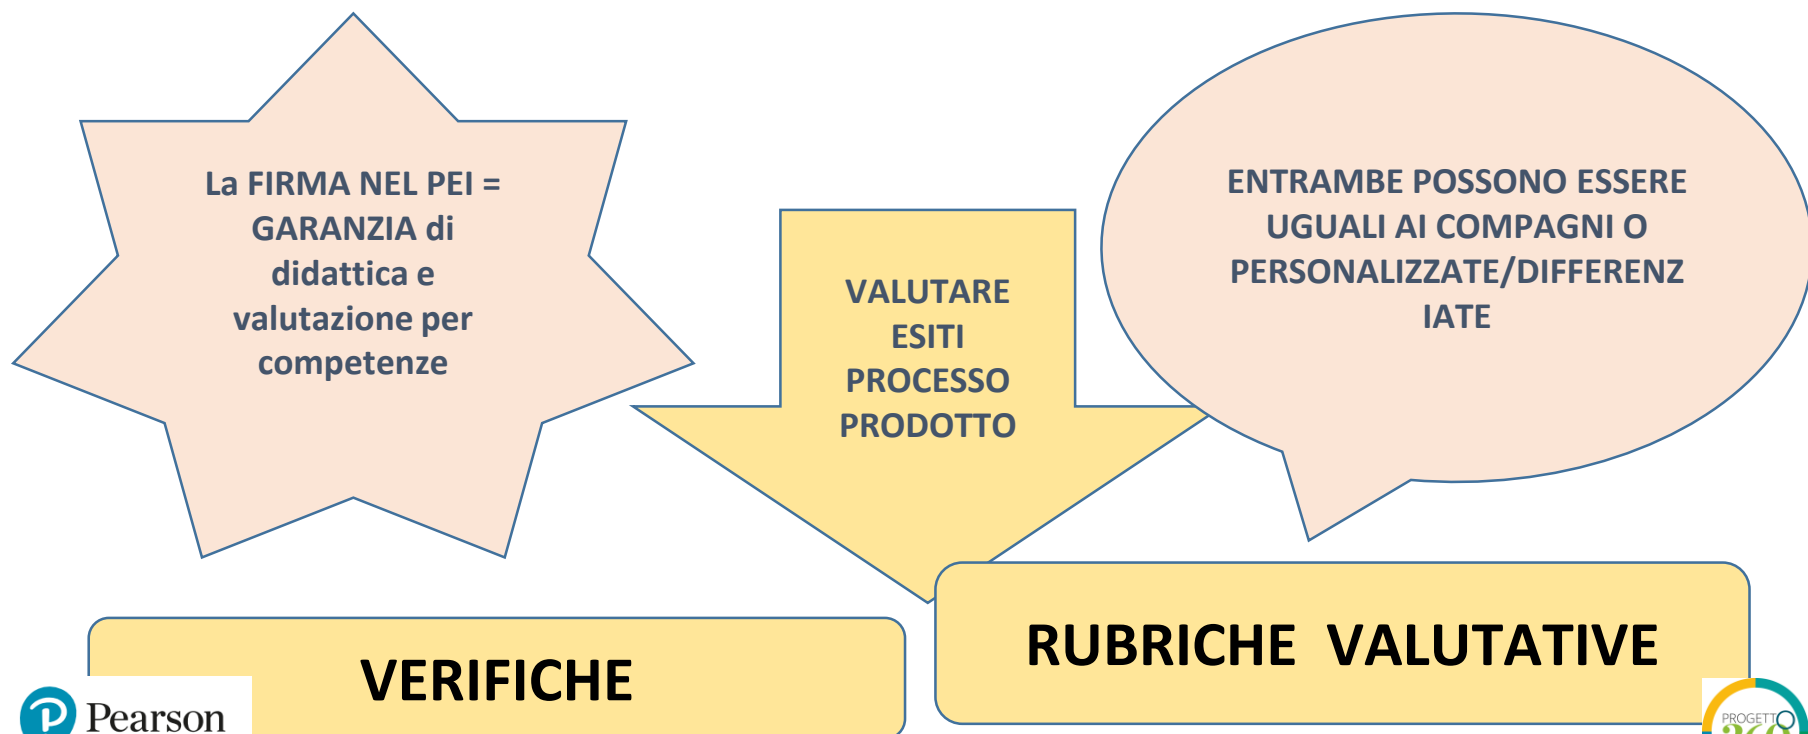 La FIRMA NEL PEI =
GARANZIA di
didattica e
valutazione per
competenze
VALUTARE
ESITI
PROCESSO
PRODOTTO
ENTRAMBE POSSONO ESSERE
UGUALI AI COMPAGNI O
PERSONALIZZATE/DIFFERENZ
IATE
VERIFICHE
RUBRICHE VALUTATIVE
Pearson
PROGETTO
360